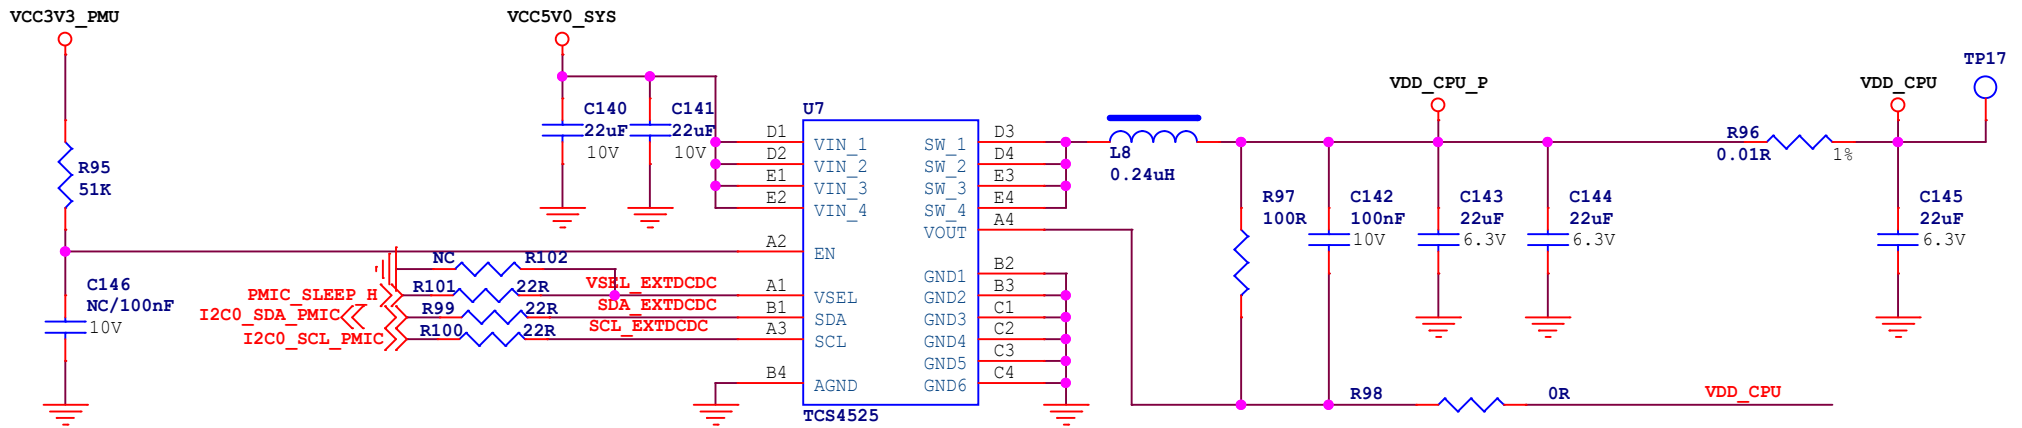 VCC3V3_PMU
VCC5V0_SYS
TP17
VDD_CPU_P
VDD_CPU
C140
22uF
10V
C141
22uF
10V
U7
D1
VIN_1
D2
VIN_2
E1
VIN_3
E2
VIN_4
A2
EN
A1
VSEL
B1
SDA
A3
SCL
B4
AGND
D3
SW_1
D4
SW_2
E3
SW_3
E4
SW_4
A4
VOUT
B2
GND1
B3
GND2
C1
GND3
C2
GND4
C3
GND5
C4
GND6
TCS4525
L8
0.24uH
R96
0.01R
1%
R95
51K
R97
100R
C142
100nF
10V
C143
22uF
6.3V
C144
22uF
6.3V
C145
22uF
6.3V
NC
R102
C146
NC/100nF
10V
PMIC_SLEEP_H
R101
22R
VSEL_EXTDCDC
I2C0_SDA_PMIC
R99
22R
SDA_EXTDCDC
I2C0_SCL_PMIC
R100
22R
SCL_EXTDCDC
R98
0R
VDD_CPU